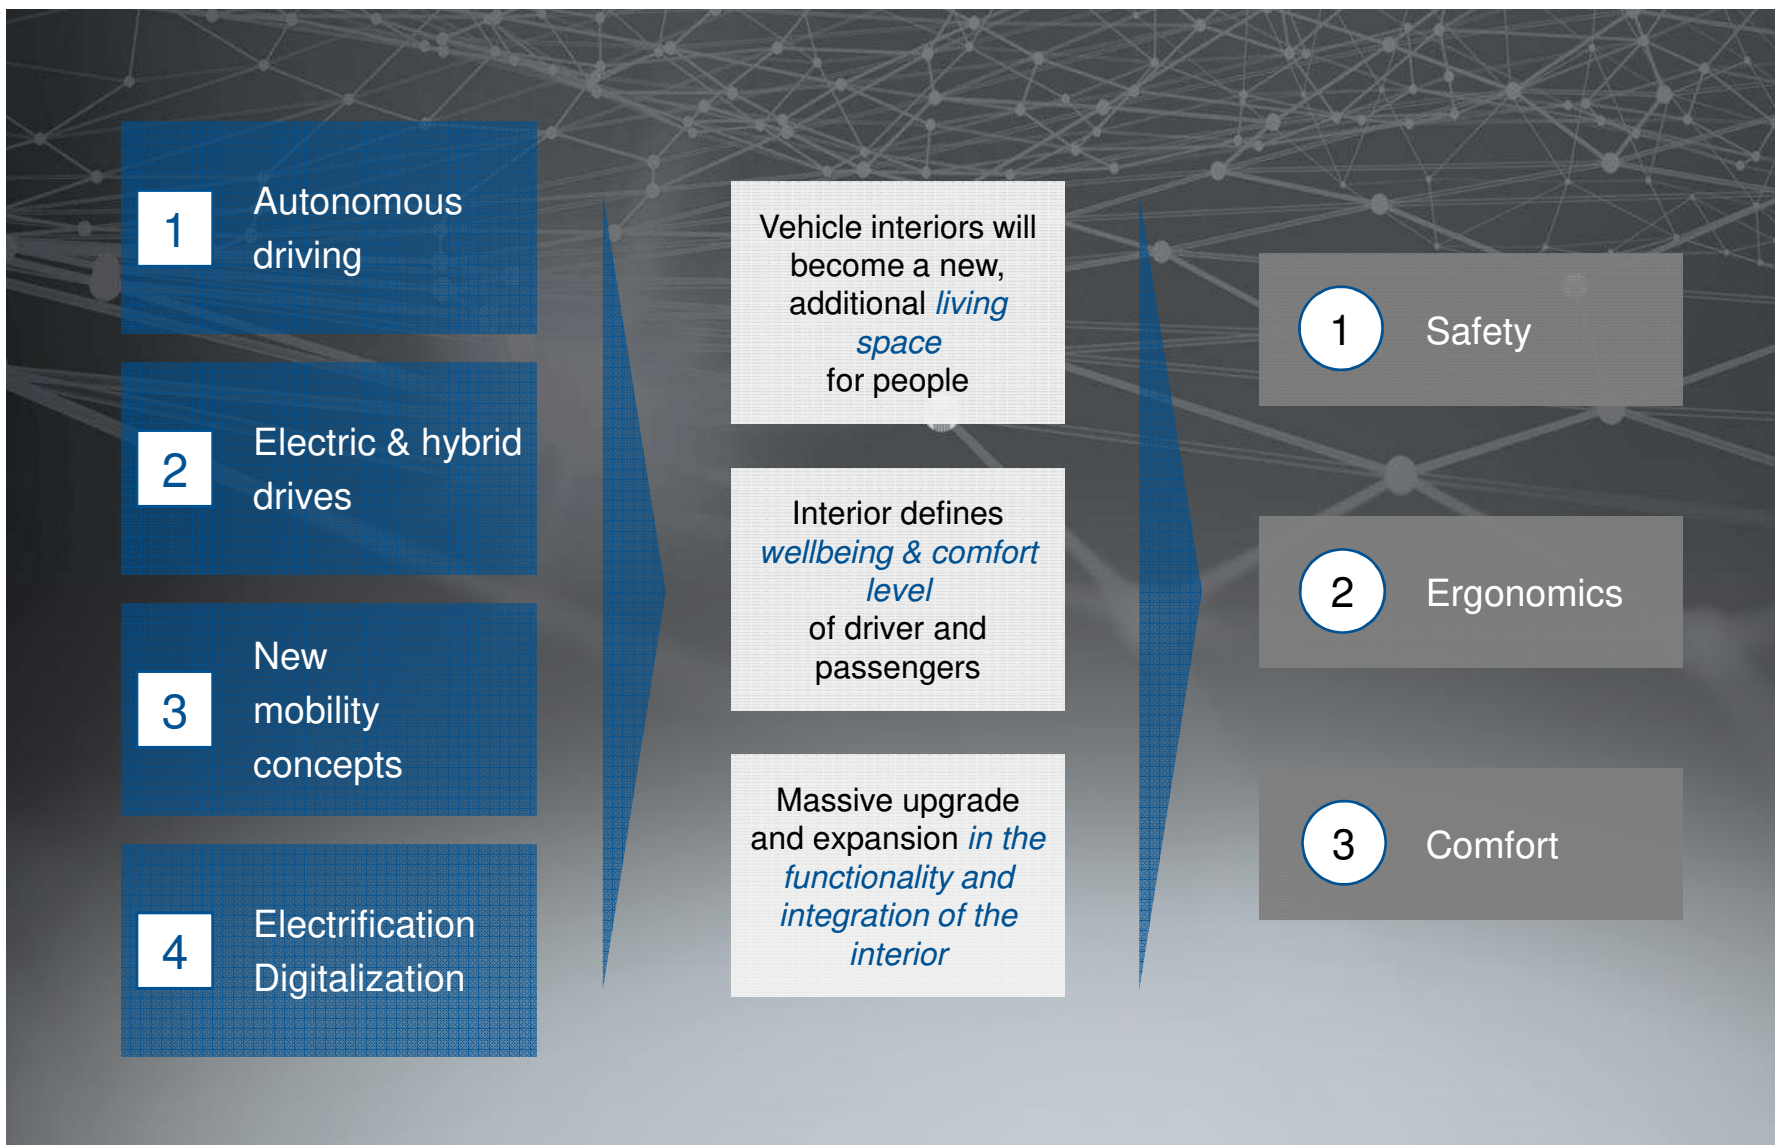 1
Autonomous
driving
2
Electric & hybrid
drives
3
New
mobility
concepts
4
Electrification
Digitalization
Vehicle interiors will
become a new,
additional living
space
for people
Interior defines
wellbeing & comfort
level
of driver and
passengers
Massive upgrade
and expansion in the
functionality and
integration of the
interior
1
Safety
2
Ergonomics
3
Comfort